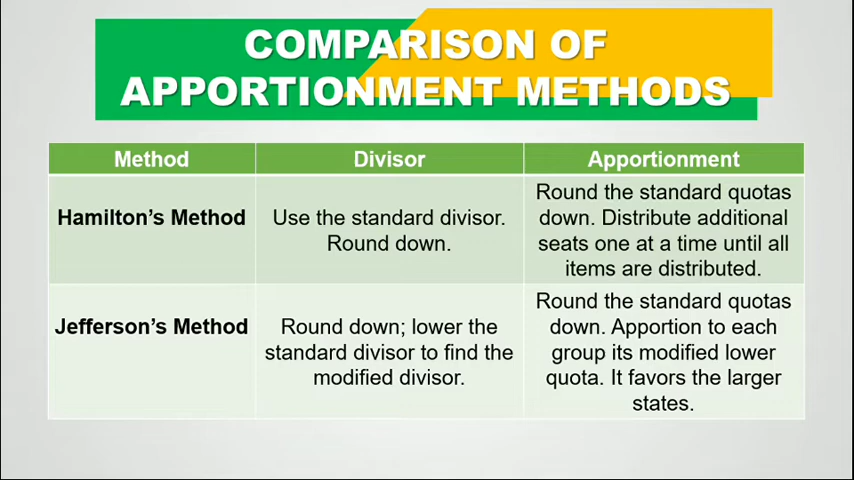 COMPARISON OF
APPORTIONMENT METHODS
Method Divisor Apportionment
Hamilton's Method
Use the standard divisor.
Round down.
Round the standard quotas
down. Distribute additional
seats one at a time until all
items are distributed.
Jefferson's Method
Round down; lower the
standard divisor to find the
modified divisor.
Round the standard quotas
down. Apportion to each
group its modified lower
quota. It favors the larger
states.